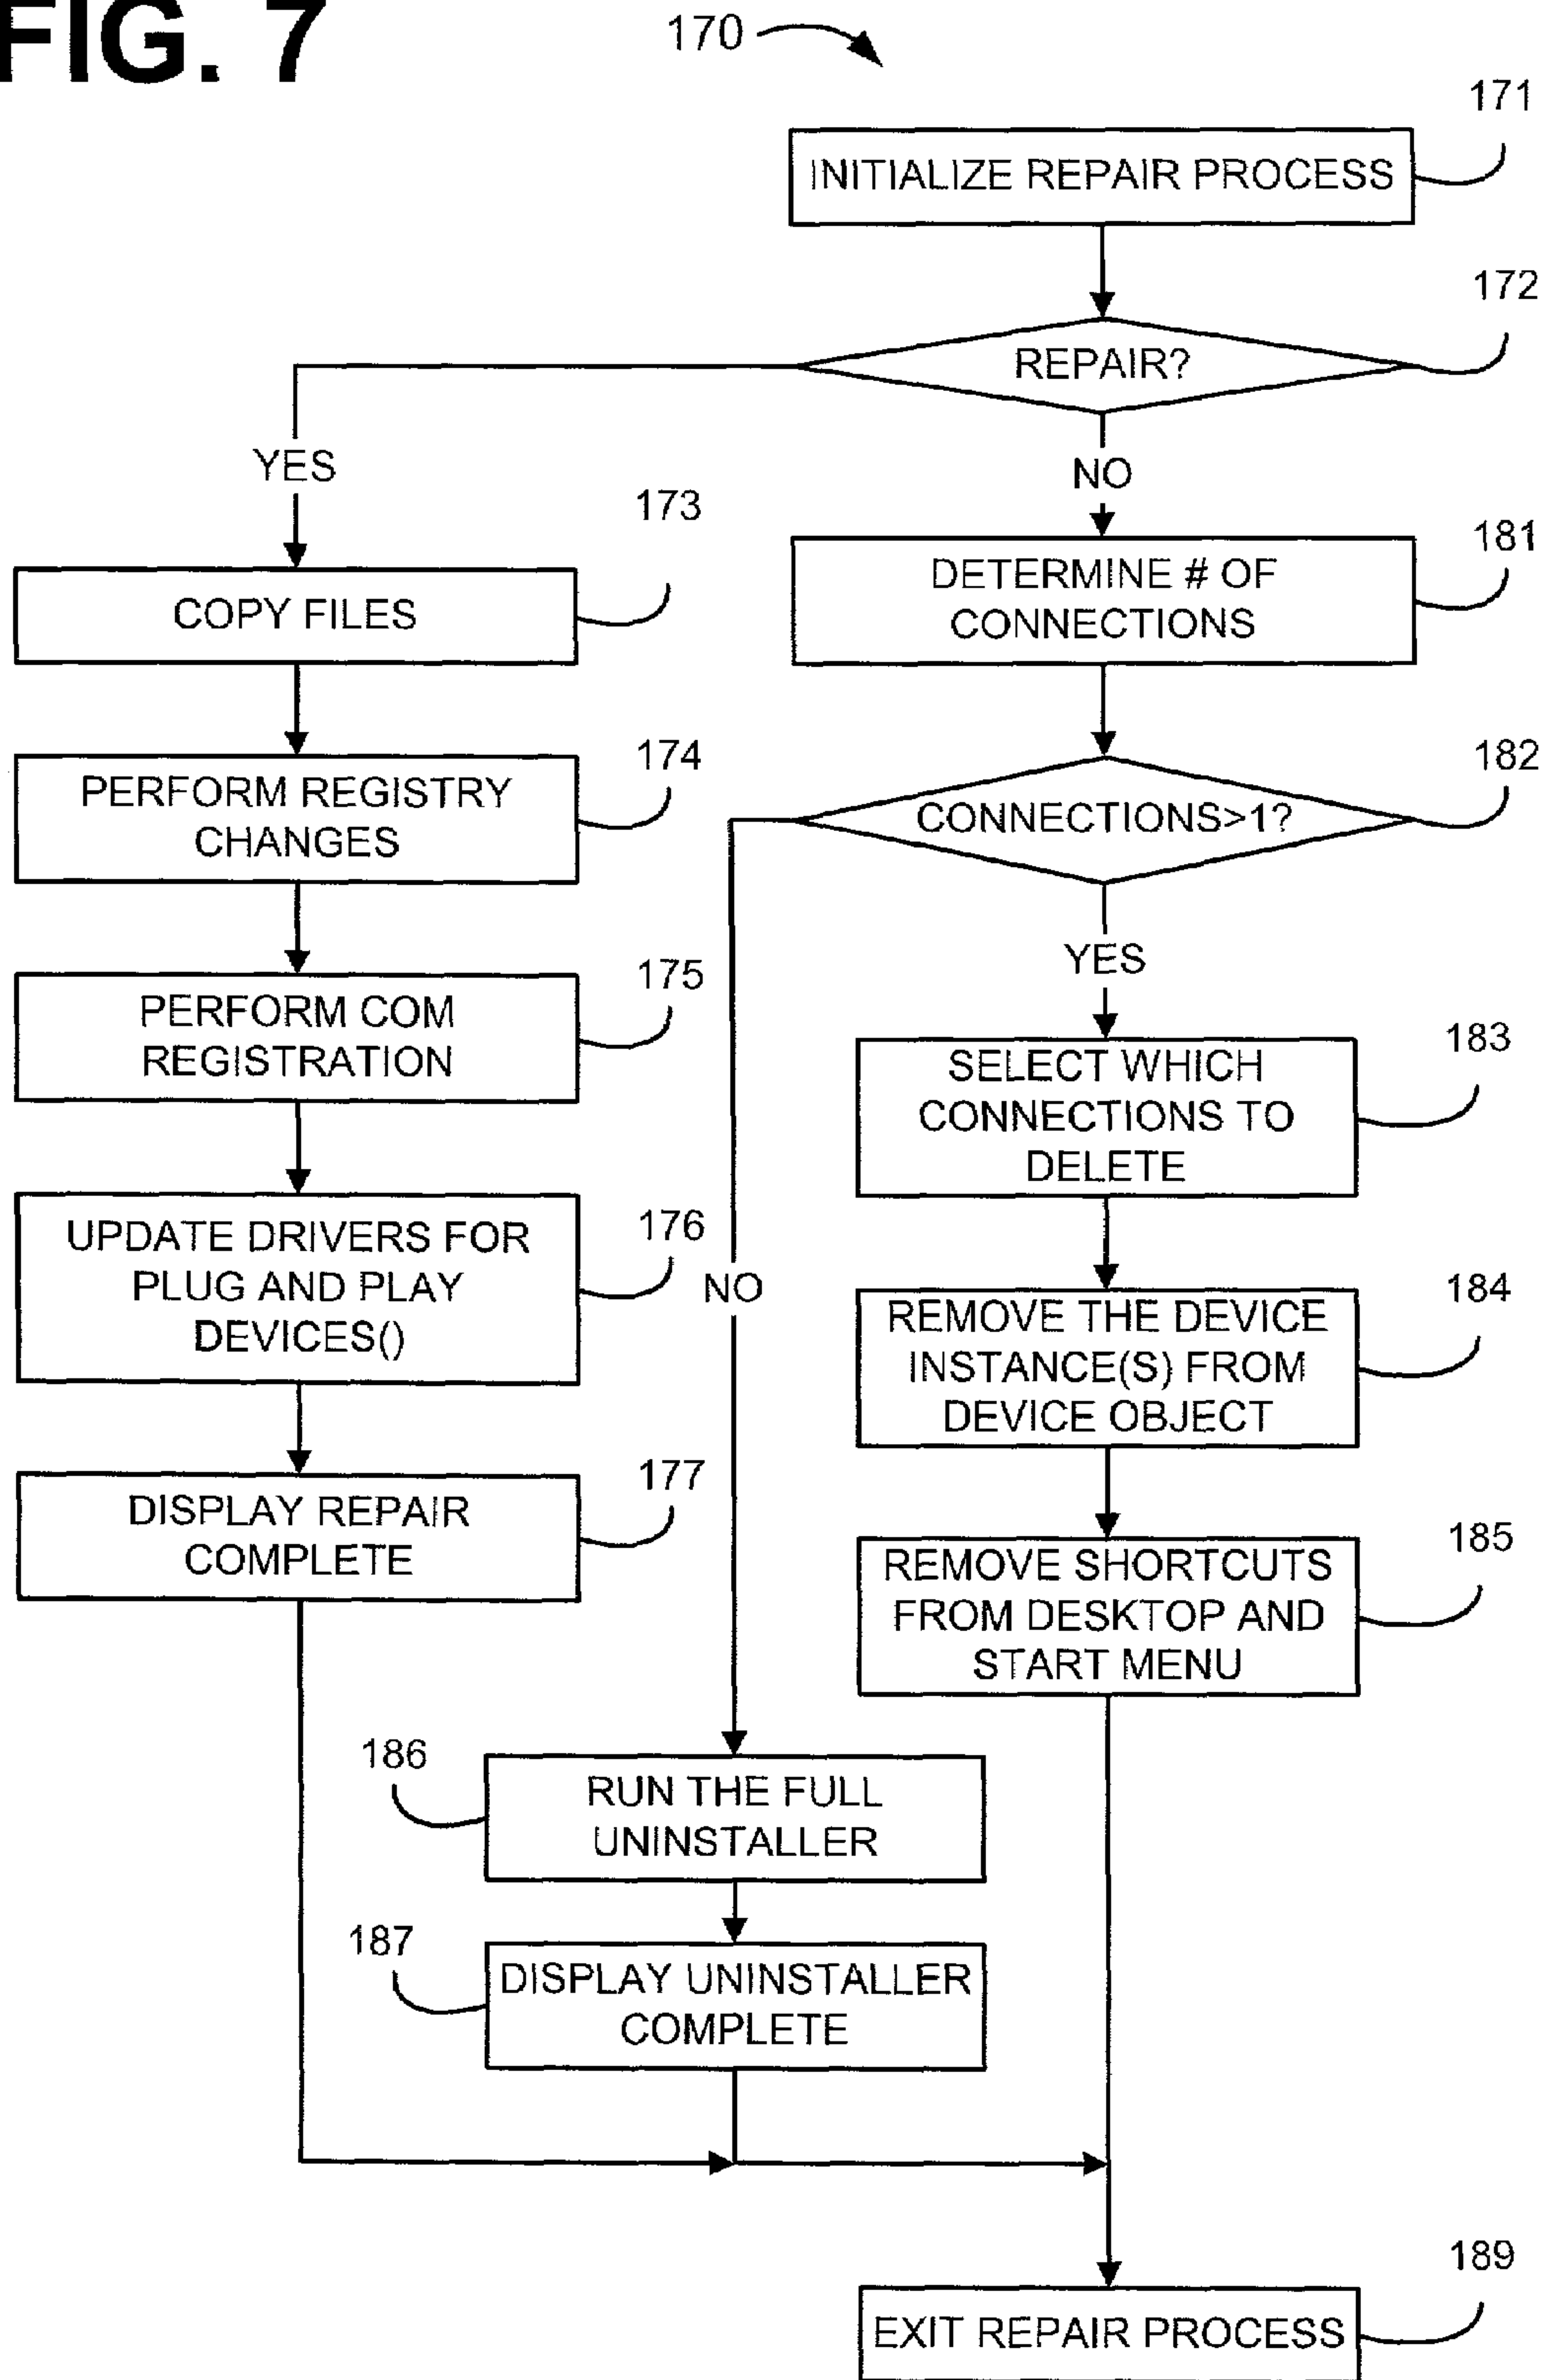 FIG. 7
170
171
INITIALIZE REPAIR PROCESS
172
REPAIR?
YES
NO
173
COPY FILES
181
DETERMINE # OF
CONNECTIONS
174
PERFORM REGISTRY
CHANGES
182
CONNECTIONS>1?
YES
175
PERFORM COM
REGISTRATION
183
SELECT WHICH
CONNECTIONS TO
DELETE
176
UPDATE DRIVERS FOR
PLUG AND PLAY
DEVICES()
NO
184
REMOVE THE DEVICE
INSTANCE(S) FROM
DEVICE OBJECT
177
DISPLAY REPAIR
COMPLETE
185
REMOVE SHORTCUTS
FROM DESKTOP AND
START MENU
186
RUN THE FULL
UNINSTALLER
187
DISPLAY UNINSTALLER
COMPLETE
189
EXIT REPAIR PROCESS